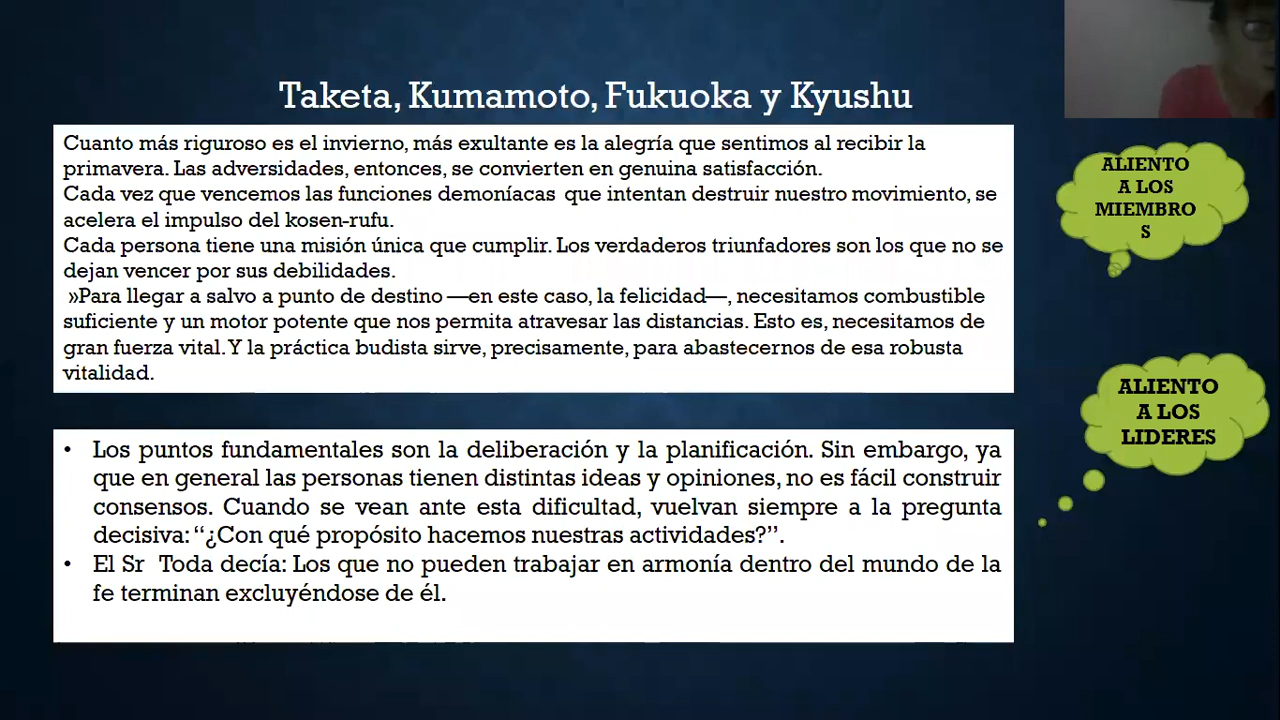 Taketa, Kumamoto, Fukuoka y Kyushu
Cuanto más riguroso es el invierno, más exultante es la alegría que sentimos al recibir la
primavera. Las adversidades, entonces, se convierten en genuina satisfacción.
Cada vez que vencemos las funciones demoníacas  que intentan destruir nuestro movimiento, se
acelera el impulso del kosen-rufu.
Cada persona tiene una misión única que cumplir. Los verdaderos triunfadores son los que no se
dejan vencer por sus debilidades.
»Para llegar a salvo a punto de destino —en este caso, la felicidad—, necesitamos combustible
suficiente y un motor potente que nos permita atravesar las distancias. Esto es, necesitamos de
gran fuerza vital. Y la práctica budista sirve, precisamente, para abastecernos de esa robusta
vitalidad.
ALIENTO
A LOS
MIEMBRO
S
• Los puntos fundamentales son la deliberación y la planificación. Sin embargo, ya
que en general las personas tienen distintas ideas y opiniones, no es fácil construir
consensos. Cuando se vean ante esta dificultad, vuelvan siempre a la pregunta
decisiva: “¿Con qué propósito hacemos nuestras actividades?”.
• El Sr  Toda decía: Los que no pueden trabajar en armonía dentro del mundo de la
fe terminan excluyéndose de él.
ALIENTO
A LOS
LIDERES